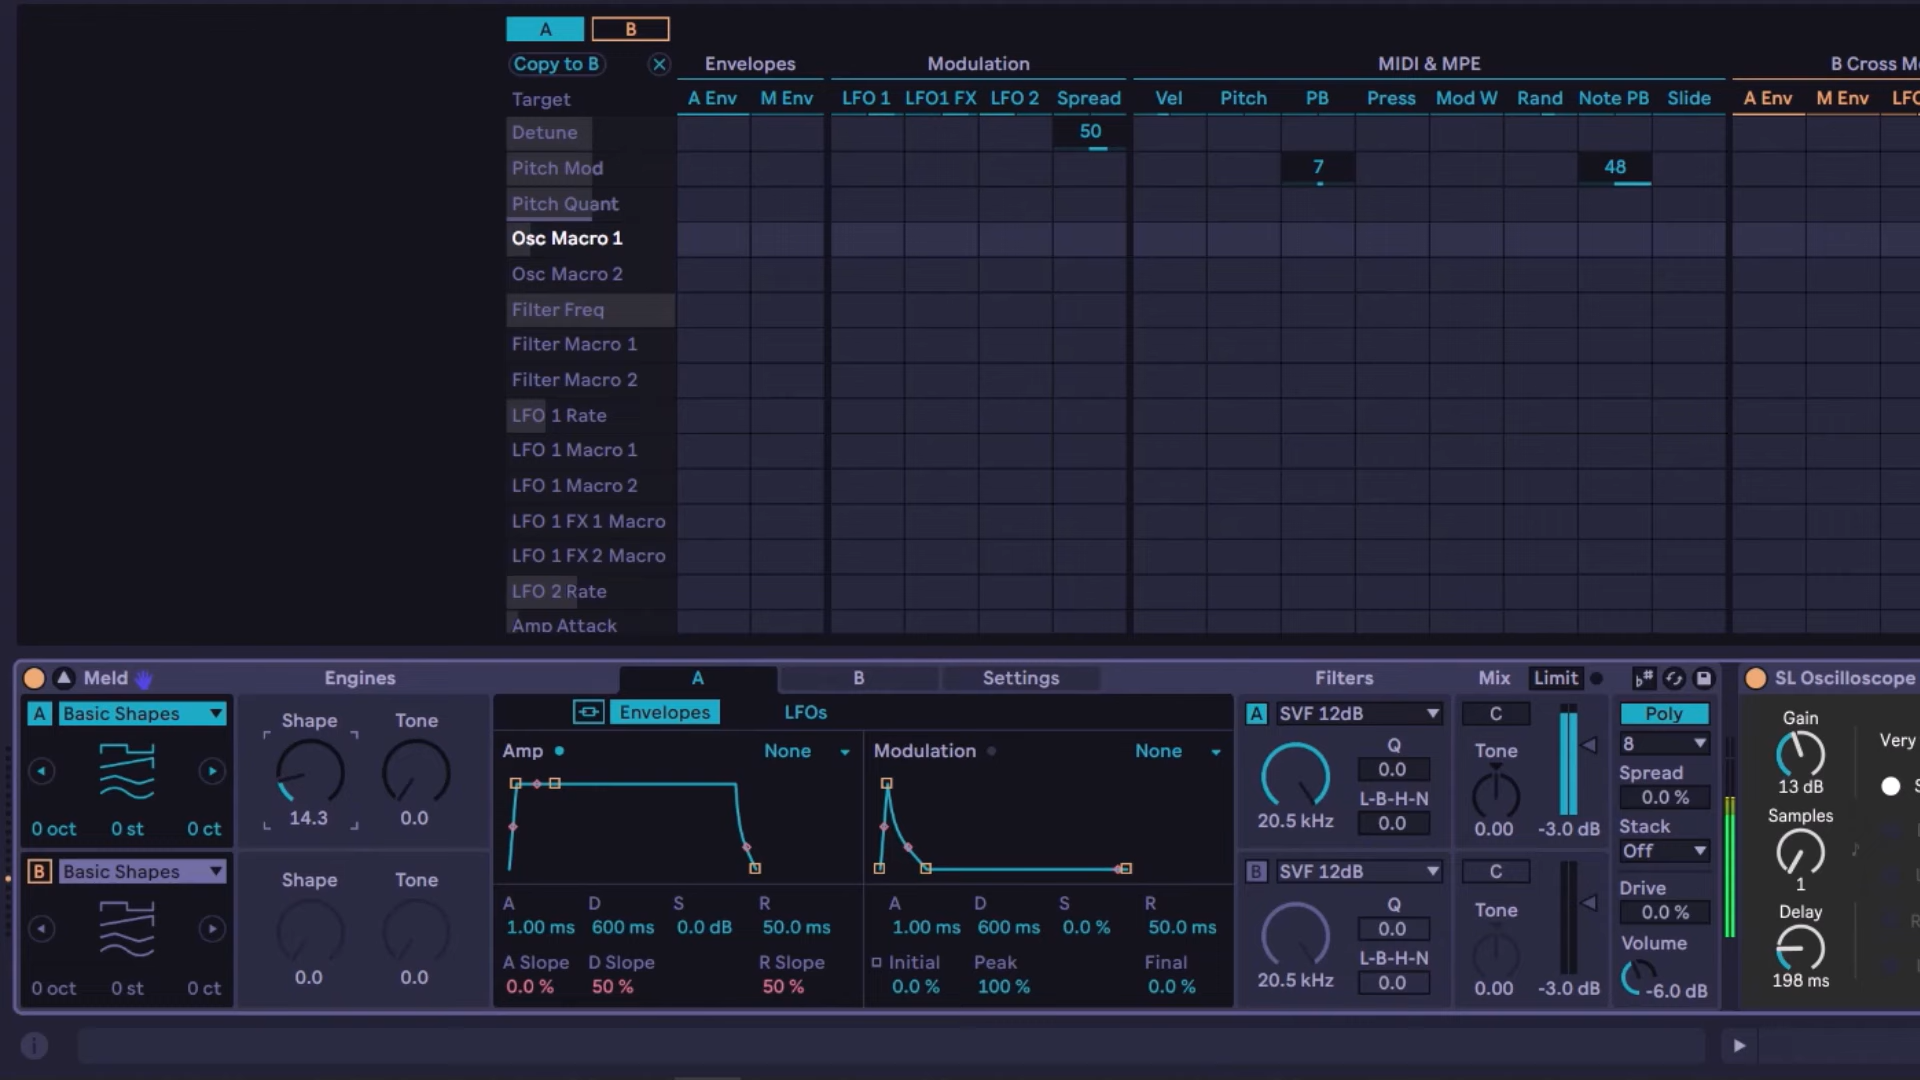 A B
Copy to B Envelopes Modulation MIDI & MPE B Cross M
Target A Env M Env LFO 1 LFO1 FX LFO 2 Spread Vel Pitch PB Press Mod W Rand Note PB Slide A Env M Env LFO
Detune 50
Pitch Mod 7 48
Pitch Quant
Osc Macro 1
Osc Macro 2
Filter Freq
Filter Macro 1
Filter Macro 2
LFO 1 Rate
LFO 1 Macro 1
LFO 1 Macro 2
LFO 1 FX 1 Macro
LFO 1 FX 2 Macro
LFO 2 Rate
Amp Attack
Meld Engines A B Settings Filters Mix Limit SL Oscilloscope
A Basic Shapes
Shape Tone
14.3 0.0
0 oct 0 st 0 ct
B Basic Shapes
Shape Tone
0.0 0.0
0 oct 0 st 0 ct
Envelopes LFOs
Amp None
A D S R
1.00 ms 600 ms 0.0 dB 50.0 ms
A Slope D Slope R Slope
0.0 % 50 % 50 %
Modulation None
A D S R
1.00 ms 600 ms 0.0 % 50.0 ms
Initial Peak Final
0.0 % 100 % 0.0 %
A SVF 12dB
Q
0.0
L-B-H-N
20.5 kHz 0.0
B SVF 12dB
Q
0.0
L-B-H-N
20.5 kHz 0.0
C
Tone
0.00 -3.0 dB
C
Tone
0.00 -3.0 dB
Poly
8
Spread
0.0 %
Stack
Off
Drive
0.0 %
Volume
-6.0 dB
Gain
13 dB
Samples
1
Delay
198 ms
Very
S